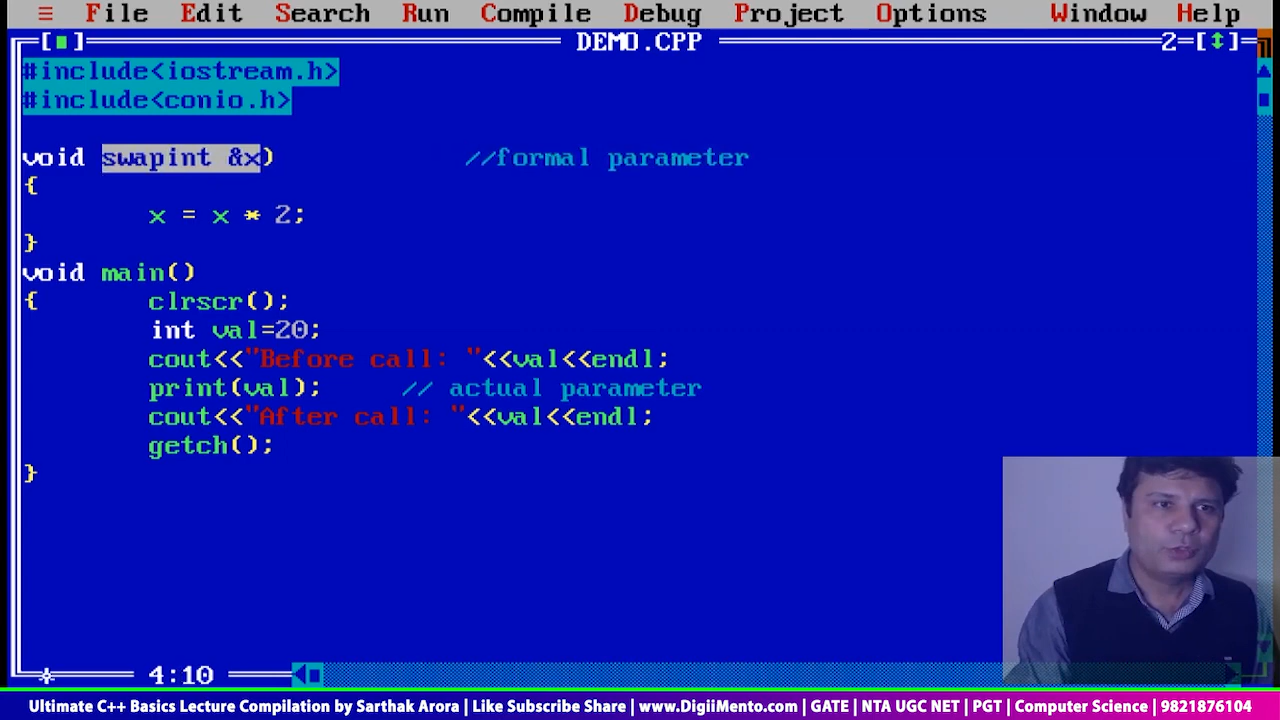 ≡ File Edit Search Run Compile Debug Project Options Window Help
[■] DEMO.CPP 2=[↕]
#include<iostream.h>
#include<conio.h>
void swapint &x) //formal parameter
{
x = x * 2;
}
void main()
{ clrscr();
int val=20;
cout<<"Before call: "<<val<<endl;
print(val); // actual parameter
cout<<"After call: "<<val<<endl;
getch();
}
4:10
Ultimate C++ Basics Lecture Compilation by Sarthak Arora | Like Subscribe Share | www.DigiiMento.com | GATE | NTA UGC NET | PGT | Computer Science | 9821876104